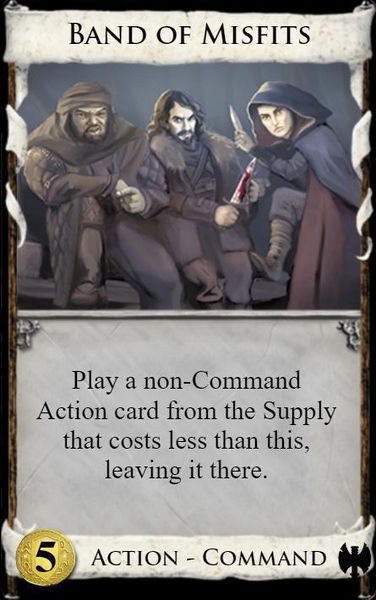 Band of Misfits
Play a non-Command
Action card from the Supply
that costs less than this,
leaving it there.
5
Action - Command